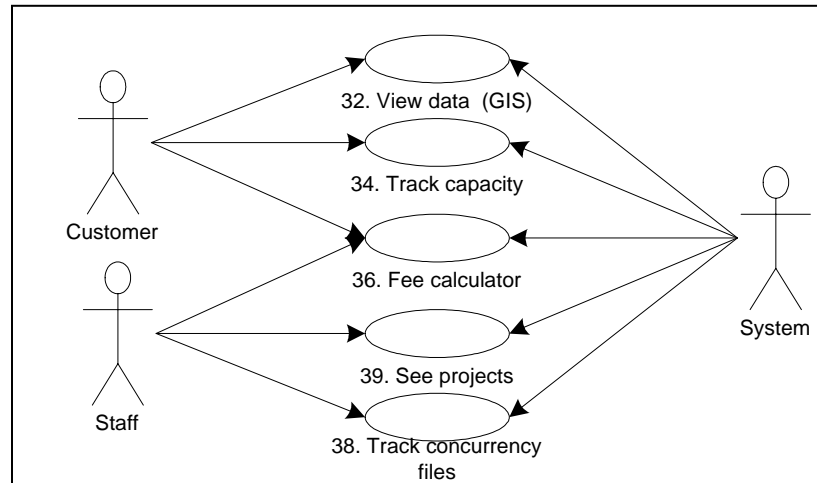 32. View data (GIS)
34. Track capacity
Customer
36. Fee calculator
System
39. See projects
Staff
38. Track concurrency
files